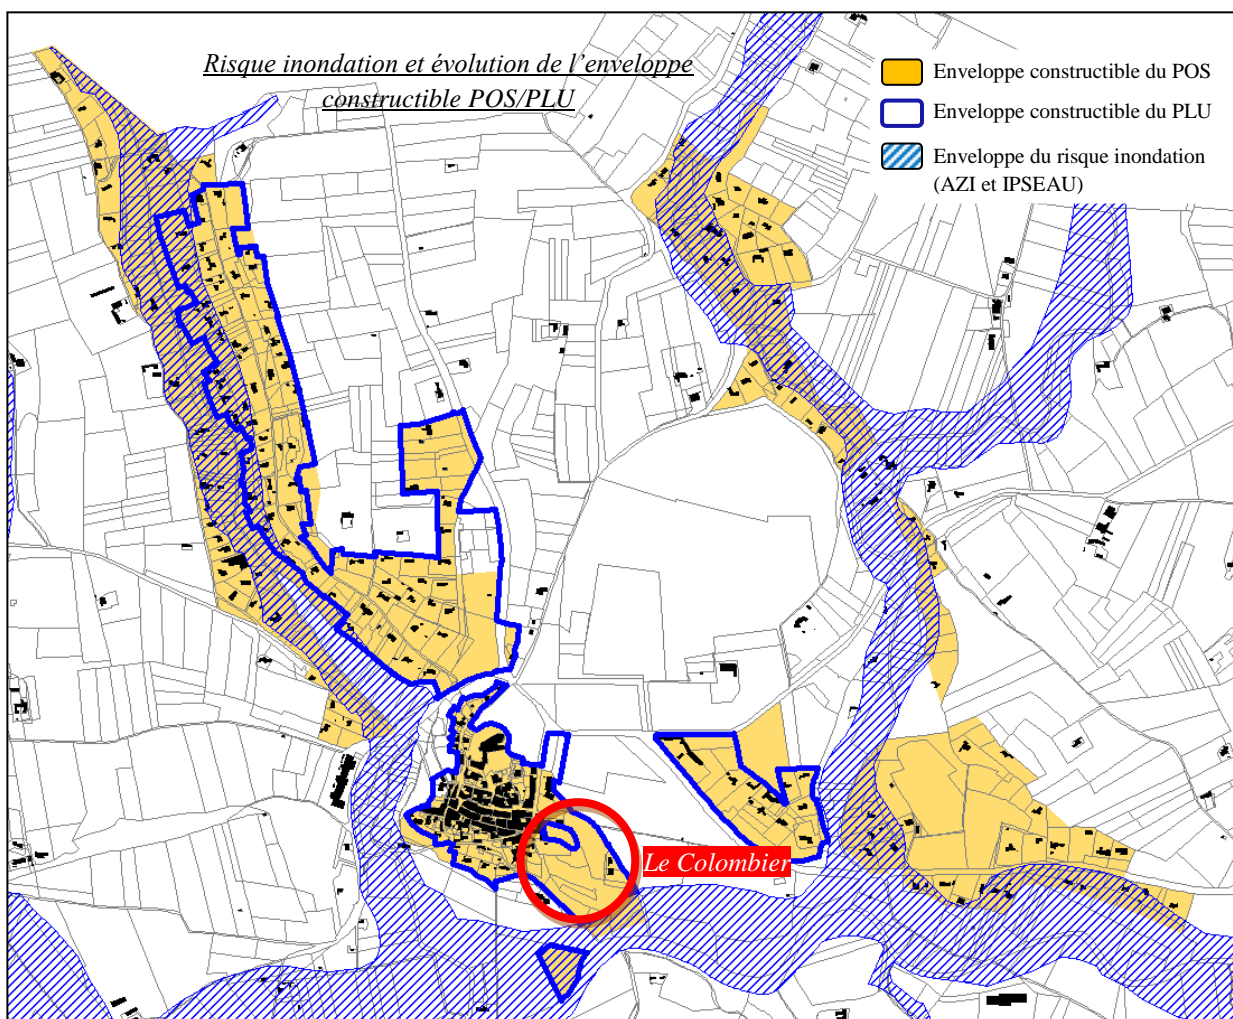 Risque inondation et évolution de l’enveloppe
constructible POS/PLU
Enveloppe constructible du POS
Enveloppe constructible du PLU
Enveloppe du risque inondation
(AZI et IPSEAU)
Le Colombier